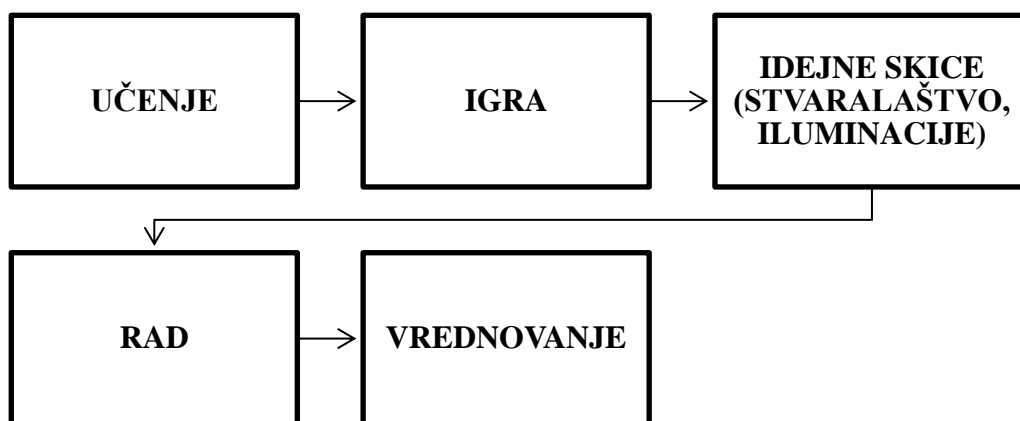 UČENJE
IGRA
IDEJNE SKICE
(STVARALAŠTVO,
ILUMINACIJE)
RAD
VREDNOVANJE